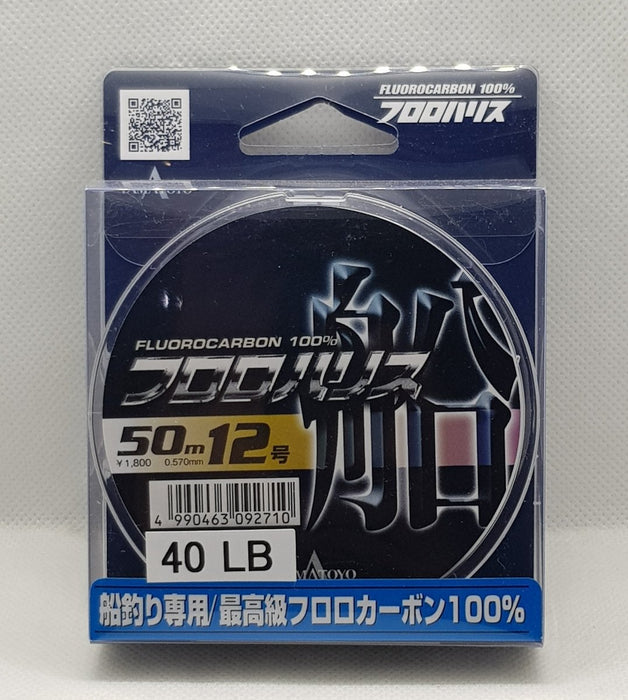 FLUOROCARBON 100%
フロロハリス
YAMATOYO
FLUOROCARBON 100%
フロロハリス
船
50m 12号
¥1,800 0.570mm
4 990463 092710
40 LB
YAMATOYO
船釣り専用/最高級フロロカーボン100%